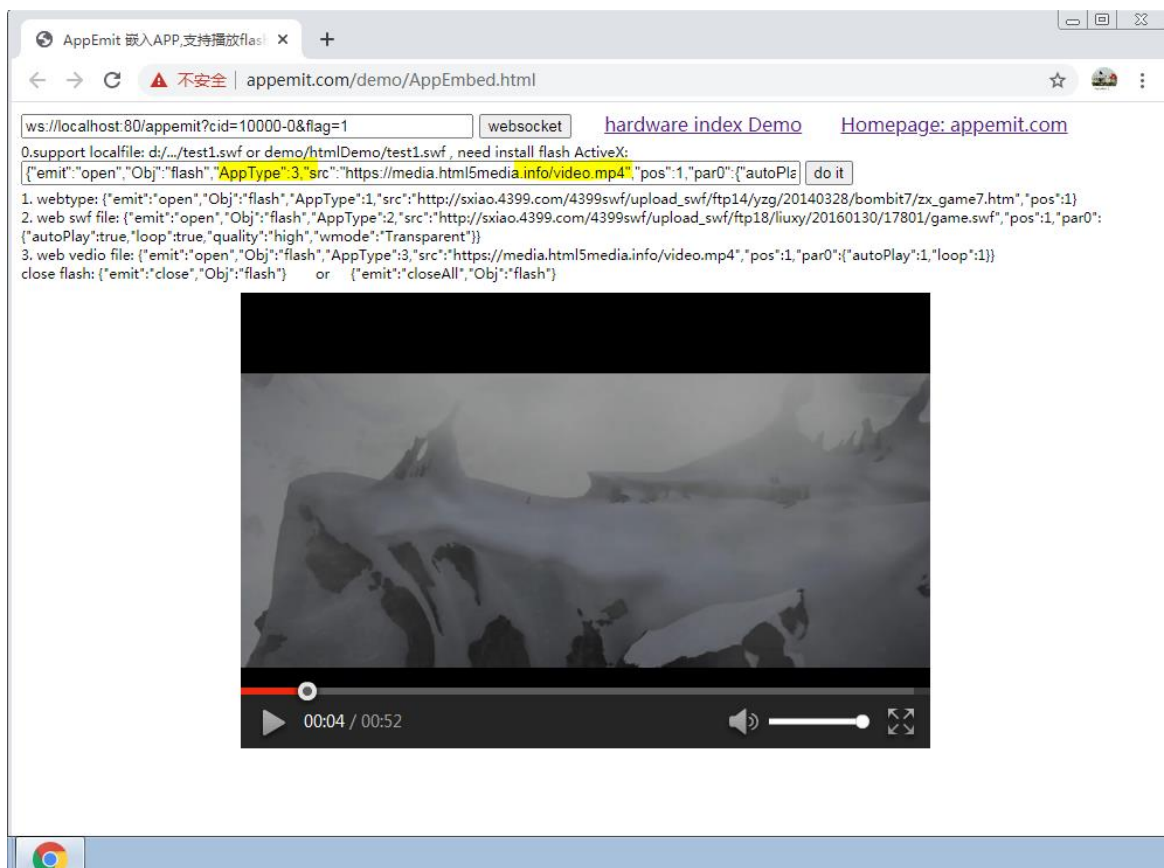 AppEmit 嵌入APP,支持播放flas
不安全 appemit.com/demo/AppEmbed.html
ws://localhost:80/appemit?cid=10000-0&flag=1 websocket hardware index Demo Homepage: appemit.com
0.support localfile: d:/.../test1.swf or demo/htmlDemo/test1.swf , need install flash ActiveX:
{"emit":"open","Obj":"flash","AppType":3,"src":"https://media.html5media.info/video.mp4","pos":1,"par0":{"autoPla do it
1. webtype: {"emit":"open","Obj":"flash","AppType":1,"src":"http://sxiao.4399.com/4399swf/upload_swf/ftp14/yzg/20140328/bombit7/zx_game7.htm","pos":1}
2. web swf file: {"emit":"open","Obj":"flash","AppType":2,"src":"http://sxiao.4399.com/4399swf/upload_swf/ftp18/liuxy/20160130/17801/game.swf","pos":1,"par0":
{"autoPlay":true,"loop":true,"quality":"high","wmode":"Transparent"}}
3. web vedio file: {"emit":"open","Obj":"flash","AppType":3,"src":"https://media.html5media.info/video.mp4","pos":1,"par0":{"autoPlay":1,"loop":1}}
close flash: {"emit":"close","Obj":"flash"} or {"emit":"closeAll","Obj":"flash"}
00:04 / 00:52